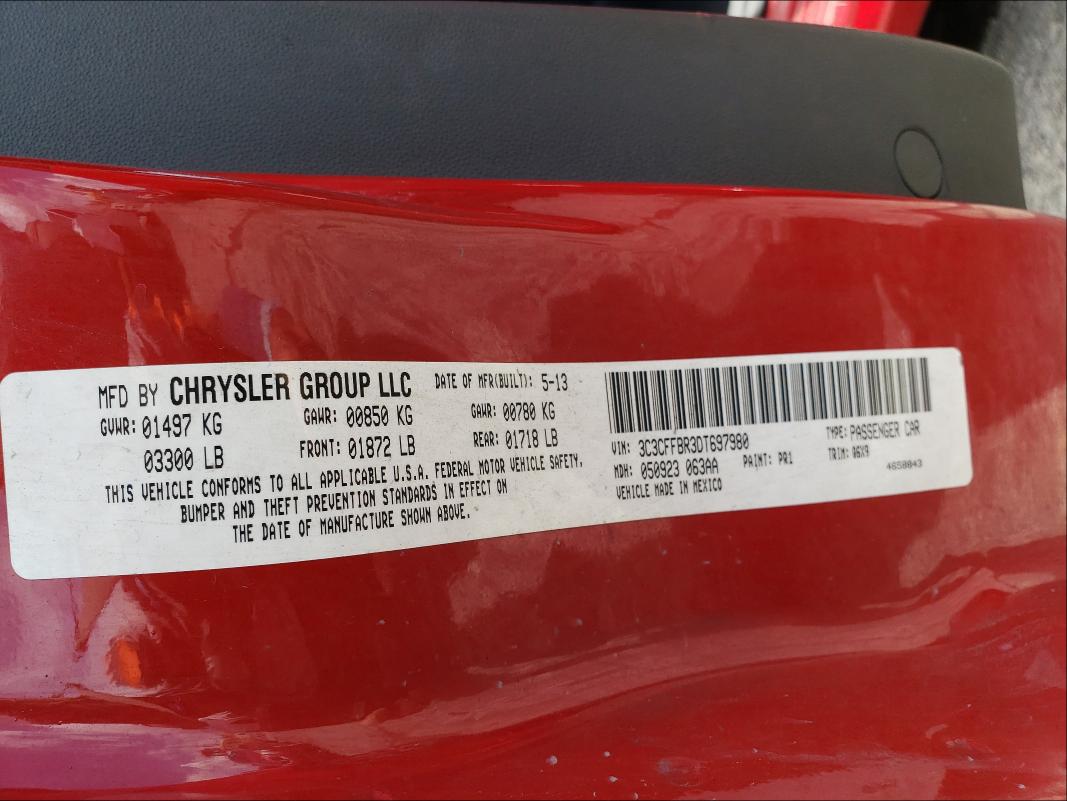 MFD BY CHRYSLER GROUP LLC DATE OF MFR(BUILT): 5-13
GVWR: 01497 KG GAWR: 00850 KG GAWR: 00780 KG
03300 LB FRONT: 01872 LB REAR: 01718 LB
THIS VEHICLE CONFORMS TO ALL APPLICABLE U.S.A. FEDERAL MOTOR VEHICLE SAFETY,
BUMPER AND THEFT PREVENTION STANDARDS IN EFFECT ON
THE DATE OF MANUFACTURE SHOWN ABOVE.
VIN: 3C3CFFBR3DT697980 TYPE: PASSENGER CAR
MDH: 050923 063AA PAINT: PR1 TRIM: 06X9
VEHICLE MADE IN MEXICO 4658843